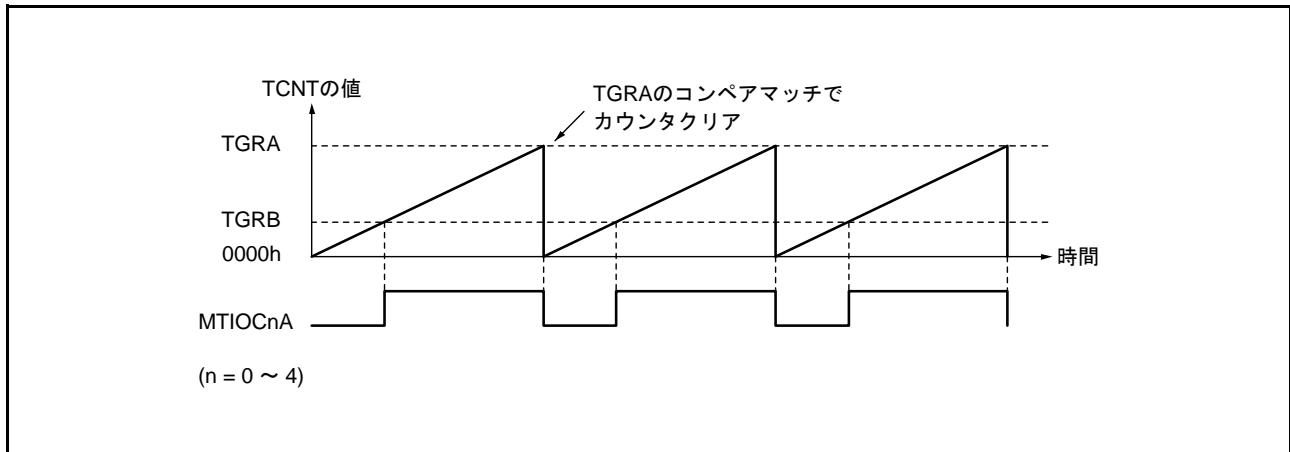 TCNTの値
TGRAのコンペアマッチで
カウンタクリア
TGRA
TGRB
0000h
時間
MTIOCnA
(n = 0 ～ 4)